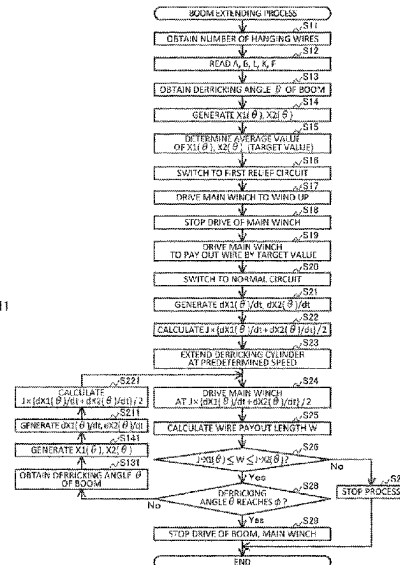 BOOM EXTENDING PROCESS
S11
OBTAIN NUMBER OF HANGING WIRES
S12
READ A, B, L, K, F
S13
OBTAIN DERRICKING ANGLE θ OF BOOM
S14
GENERATE X1(θ), X2(θ)
S15
DETERMINE AVERAGE VALUE
OF X1(θ), X2(θ) (TARGET VALUE)
S16
SWITCH TO FIRST RELIEF CIRCUIT
S17
DRIVE MAIN WINCH TO WIND UP
S18
STOP DRIVE OF MAIN WINCH
S19
DRIVE MAIN WINCH
TO PAY OUT WIRE BY TARGET VALUE
S20
SWITCH TO NORMAL CIRCUIT
S21
GENERATE dX1(θ)/dt, dX2(θ)/dt
S22
CALCULATE J×{dX1(θ)/dt+dX2(θ)/dt}/2
S23
EXTEND DERRICKING CYLINDER
AT PREDETERMINED SPEED
S24
DRIVE MAIN WINCH
AT J×{dX1(θ)/dt+dX2(θ)/dt}/2
S25
CALCULATE WIRE PAYOUT LENGTH W
S26
J·X1(θ)≤W≤J·X2(θ)?
No
Yes
STOP PROCESS
S28
DERRICKING
ANGLE θ REACHES φ?
No
Yes
S29
STOP DRIVE OF BOOM, MAIN WINCH
END
S221
CALCULATE
J×{dX1(θ)/dt+dX2(θ)/dt}/2
S211
GENERATE dX1(θ)/dt, dX2(θ)/dt
S141
GENERATE X1(θ), X2(θ)
S131
OBTAIN DERRICKING ANGLE θ
OF BOOM